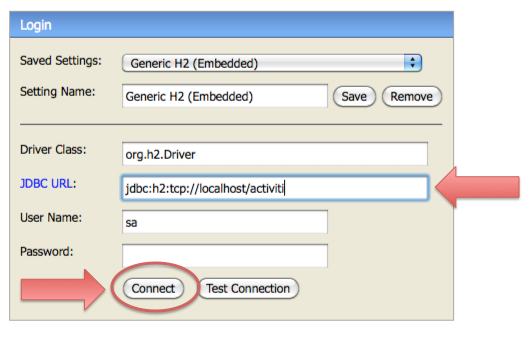 Login
Saved Settings: Generic H2 (Embedded)
Setting Name: Generic H2 (Embedded) Save Remove
Driver Class: org.h2.Driver
JDBC URL: jdbc:h2:tcp://localhost/activiti
User Name: sa
Password:
Connect Test Connection